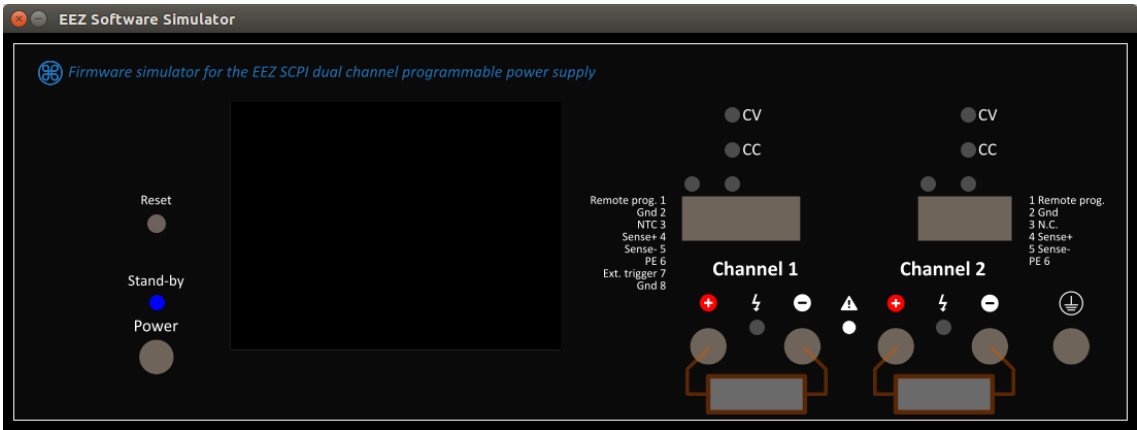 EEZ Software Simulator
Firmware simulator for the EEZ SCPI dual channel programmable power supply
CV
CV
CC
CC
Reset
Remote prog. 1
Gnd 2
NTC 3
Sense+ 4
Sense- 5
PE 6
Ext. trigger 7
Gnd 8
1 Remote prog.
2 Gnd
3 N.C.
4 Sense+
5 Sense-
PE 6
Channel 1
Channel 2
Stand-by
Power